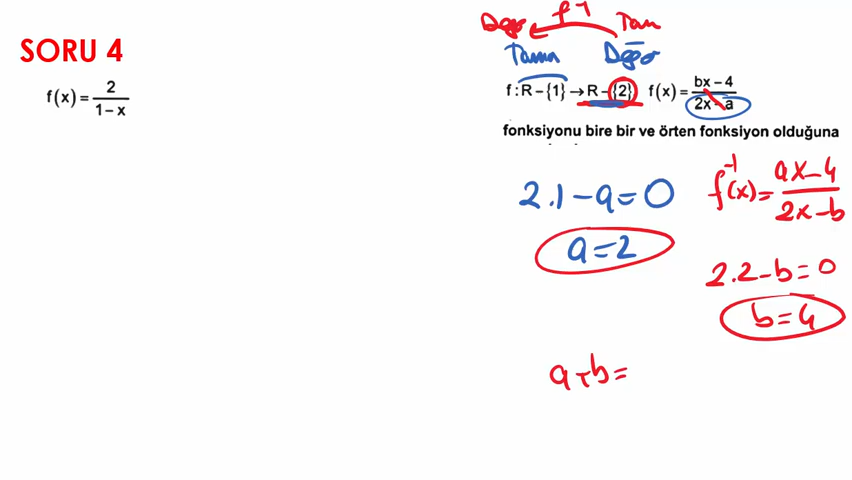 SORU 4
f(x) = 2 / (1 - x)
Değer f-1 Tan
Tanım Değer
f : R - {1} → R - {2} f(x) = (bx - 4) / (2x - a)
fonksiyonu bire bir ve örten fonksiyon olduğuna
2.1 - a = 0
a = 2
f-1(x) = (ax - 4) / (2x - b)
2.2 - b = 0
b = 4
a + b =